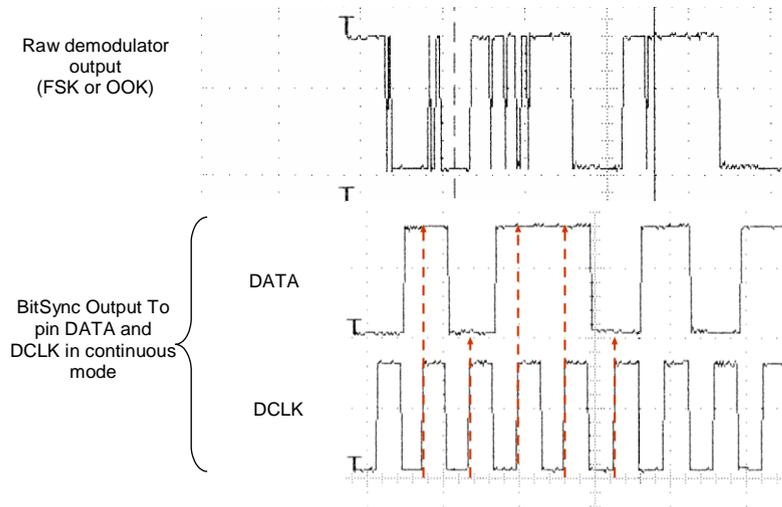 Raw demodulator
output
(FSK or OOK)
DATA
BitSync Output To
pin DATA and
DCLK in continuous
mode
DCLK